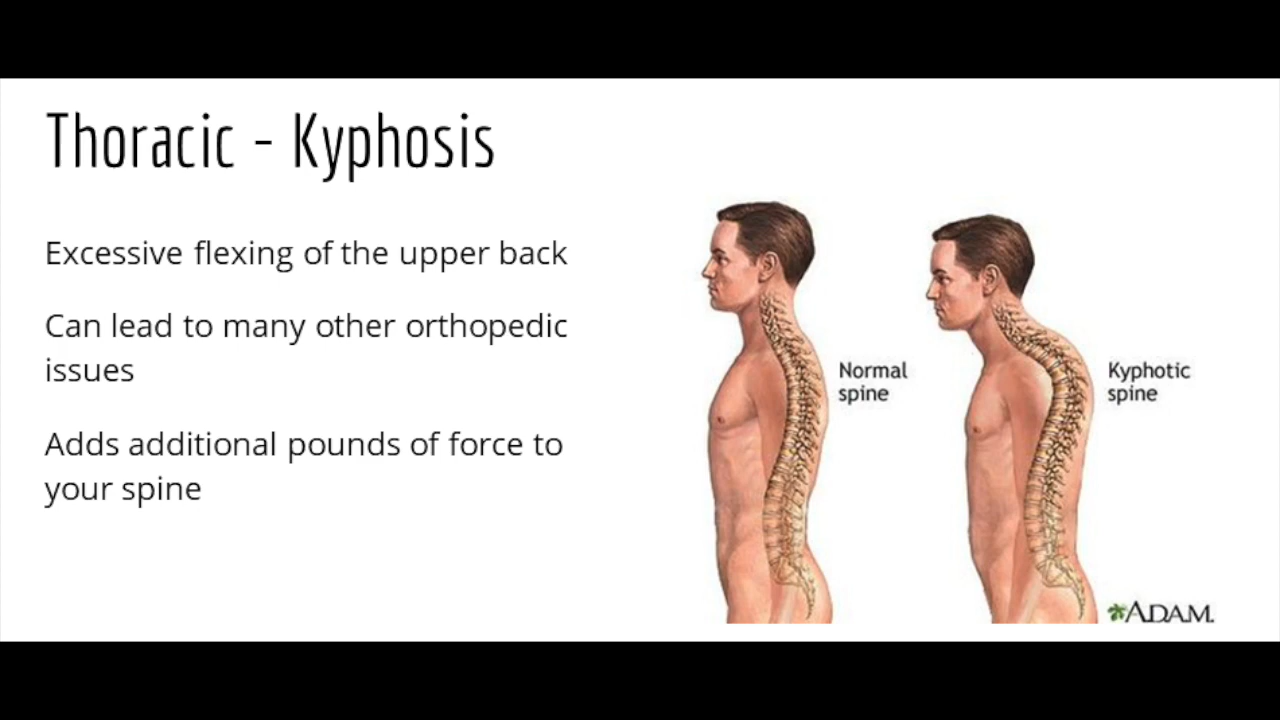 Thoracic - Kyphosis
Excessive flexing of the upper back
Can lead to many other orthopedic
issues
Adds additional pounds of force to
your spine
Normal
spine
Kyphotic
spine
ADAM.